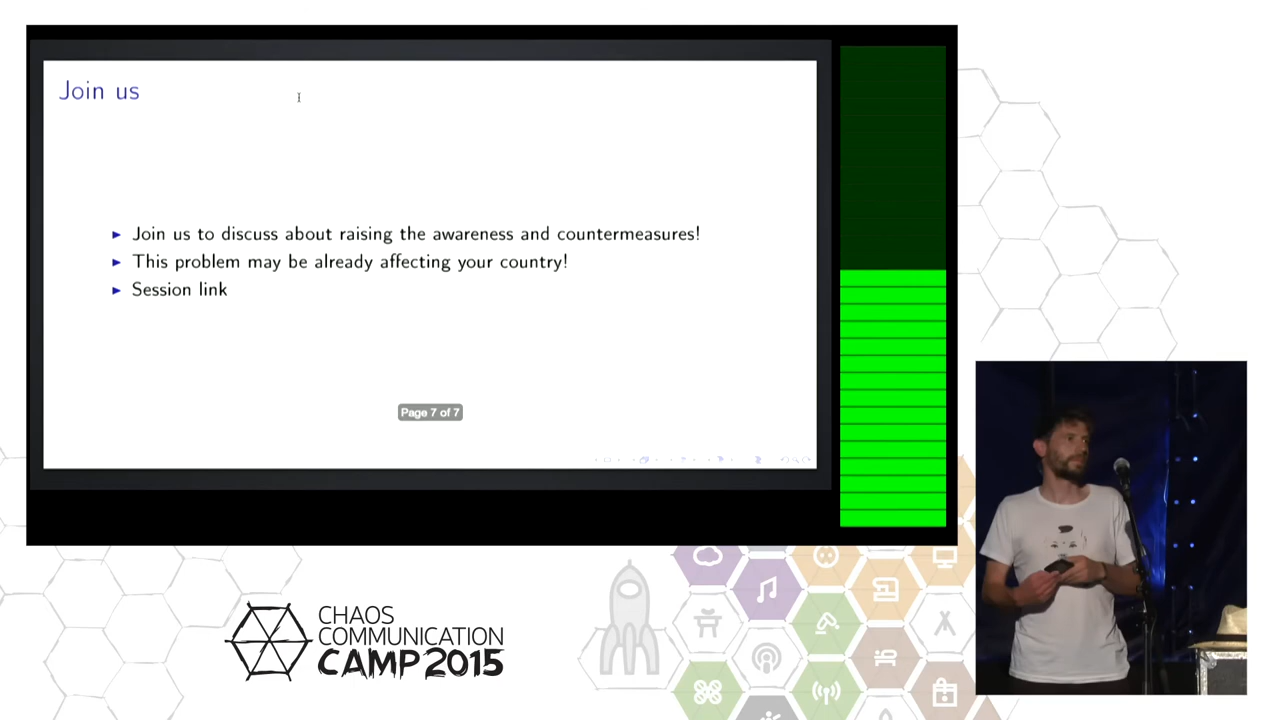 Join us
Join us to discuss about raising the awareness and countermeasures!
This problem may be already affecting your country!
Session link
Page 7 of 7
CHAOS
COMMUNICATION
CAMP 2015